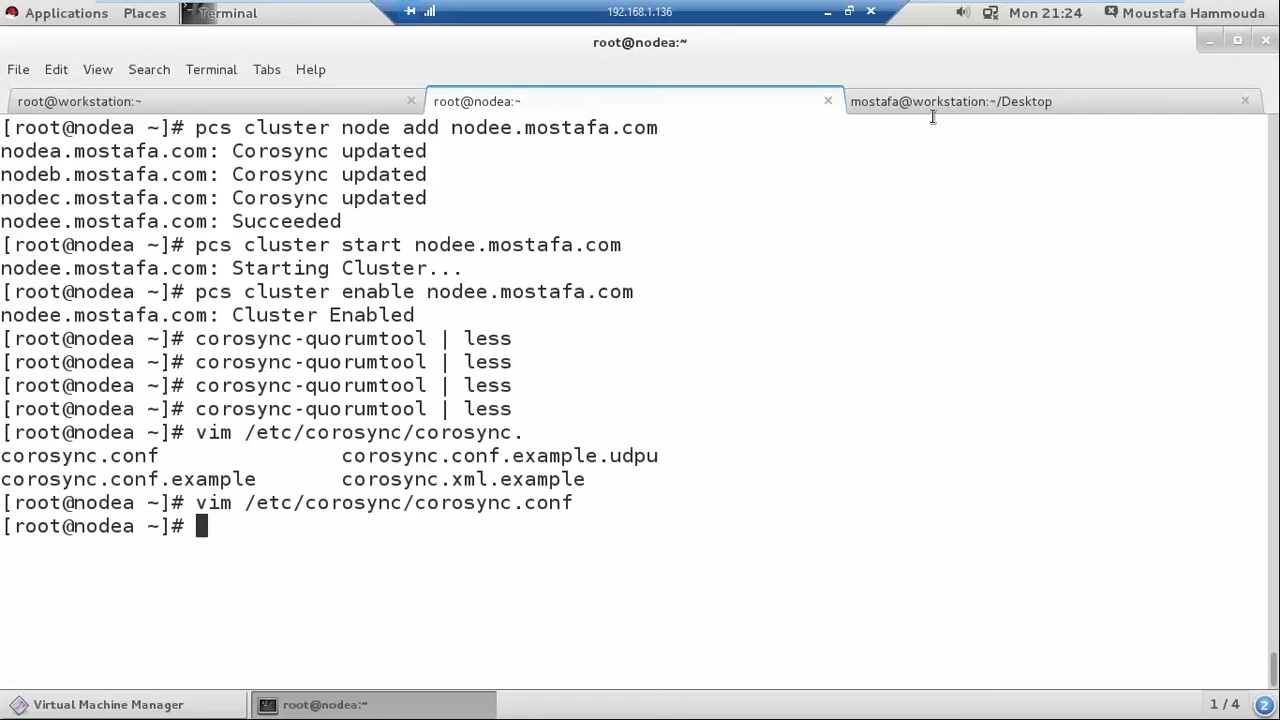 Applications Places Terminal 192.168.1.136 Mon 21:24 Moustafa Hammouda
root@nodea:~
File Edit View Search Terminal Tabs Help
root@workstation:~ root@nodea:~ mostafa@workstation:~/Desktop
[root@nodea ~]# pcs cluster node add nodee.mostafa.com
nodea.mostafa.com: Corosync updated
nodeb.mostafa.com: Corosync updated
nodec.mostafa.com: Corosync updated
nodee.mostafa.com: Succeeded
[root@nodea ~]# pcs cluster start nodee.mostafa.com
nodee.mostafa.com: Starting Cluster...
[root@nodea ~]# pcs cluster enable nodee.mostafa.com
nodee.mostafa.com: Cluster Enabled
[root@nodea ~]# corosync-quorumtool | less
[root@nodea ~]# corosync-quorumtool | less
[root@nodea ~]# corosync-quorumtool | less
[root@nodea ~]# corosync-quorumtool | less
[root@nodea ~]# vim /etc/corosync/corosync.
corosync.conf corosync.conf.example.udpu
corosync.conf.example corosync.xml.example
[root@nodea ~]# vim /etc/corosync/corosync.conf
[root@nodea ~]#
Virtual Machine Manager root@nodea:~ 1 / 4 2